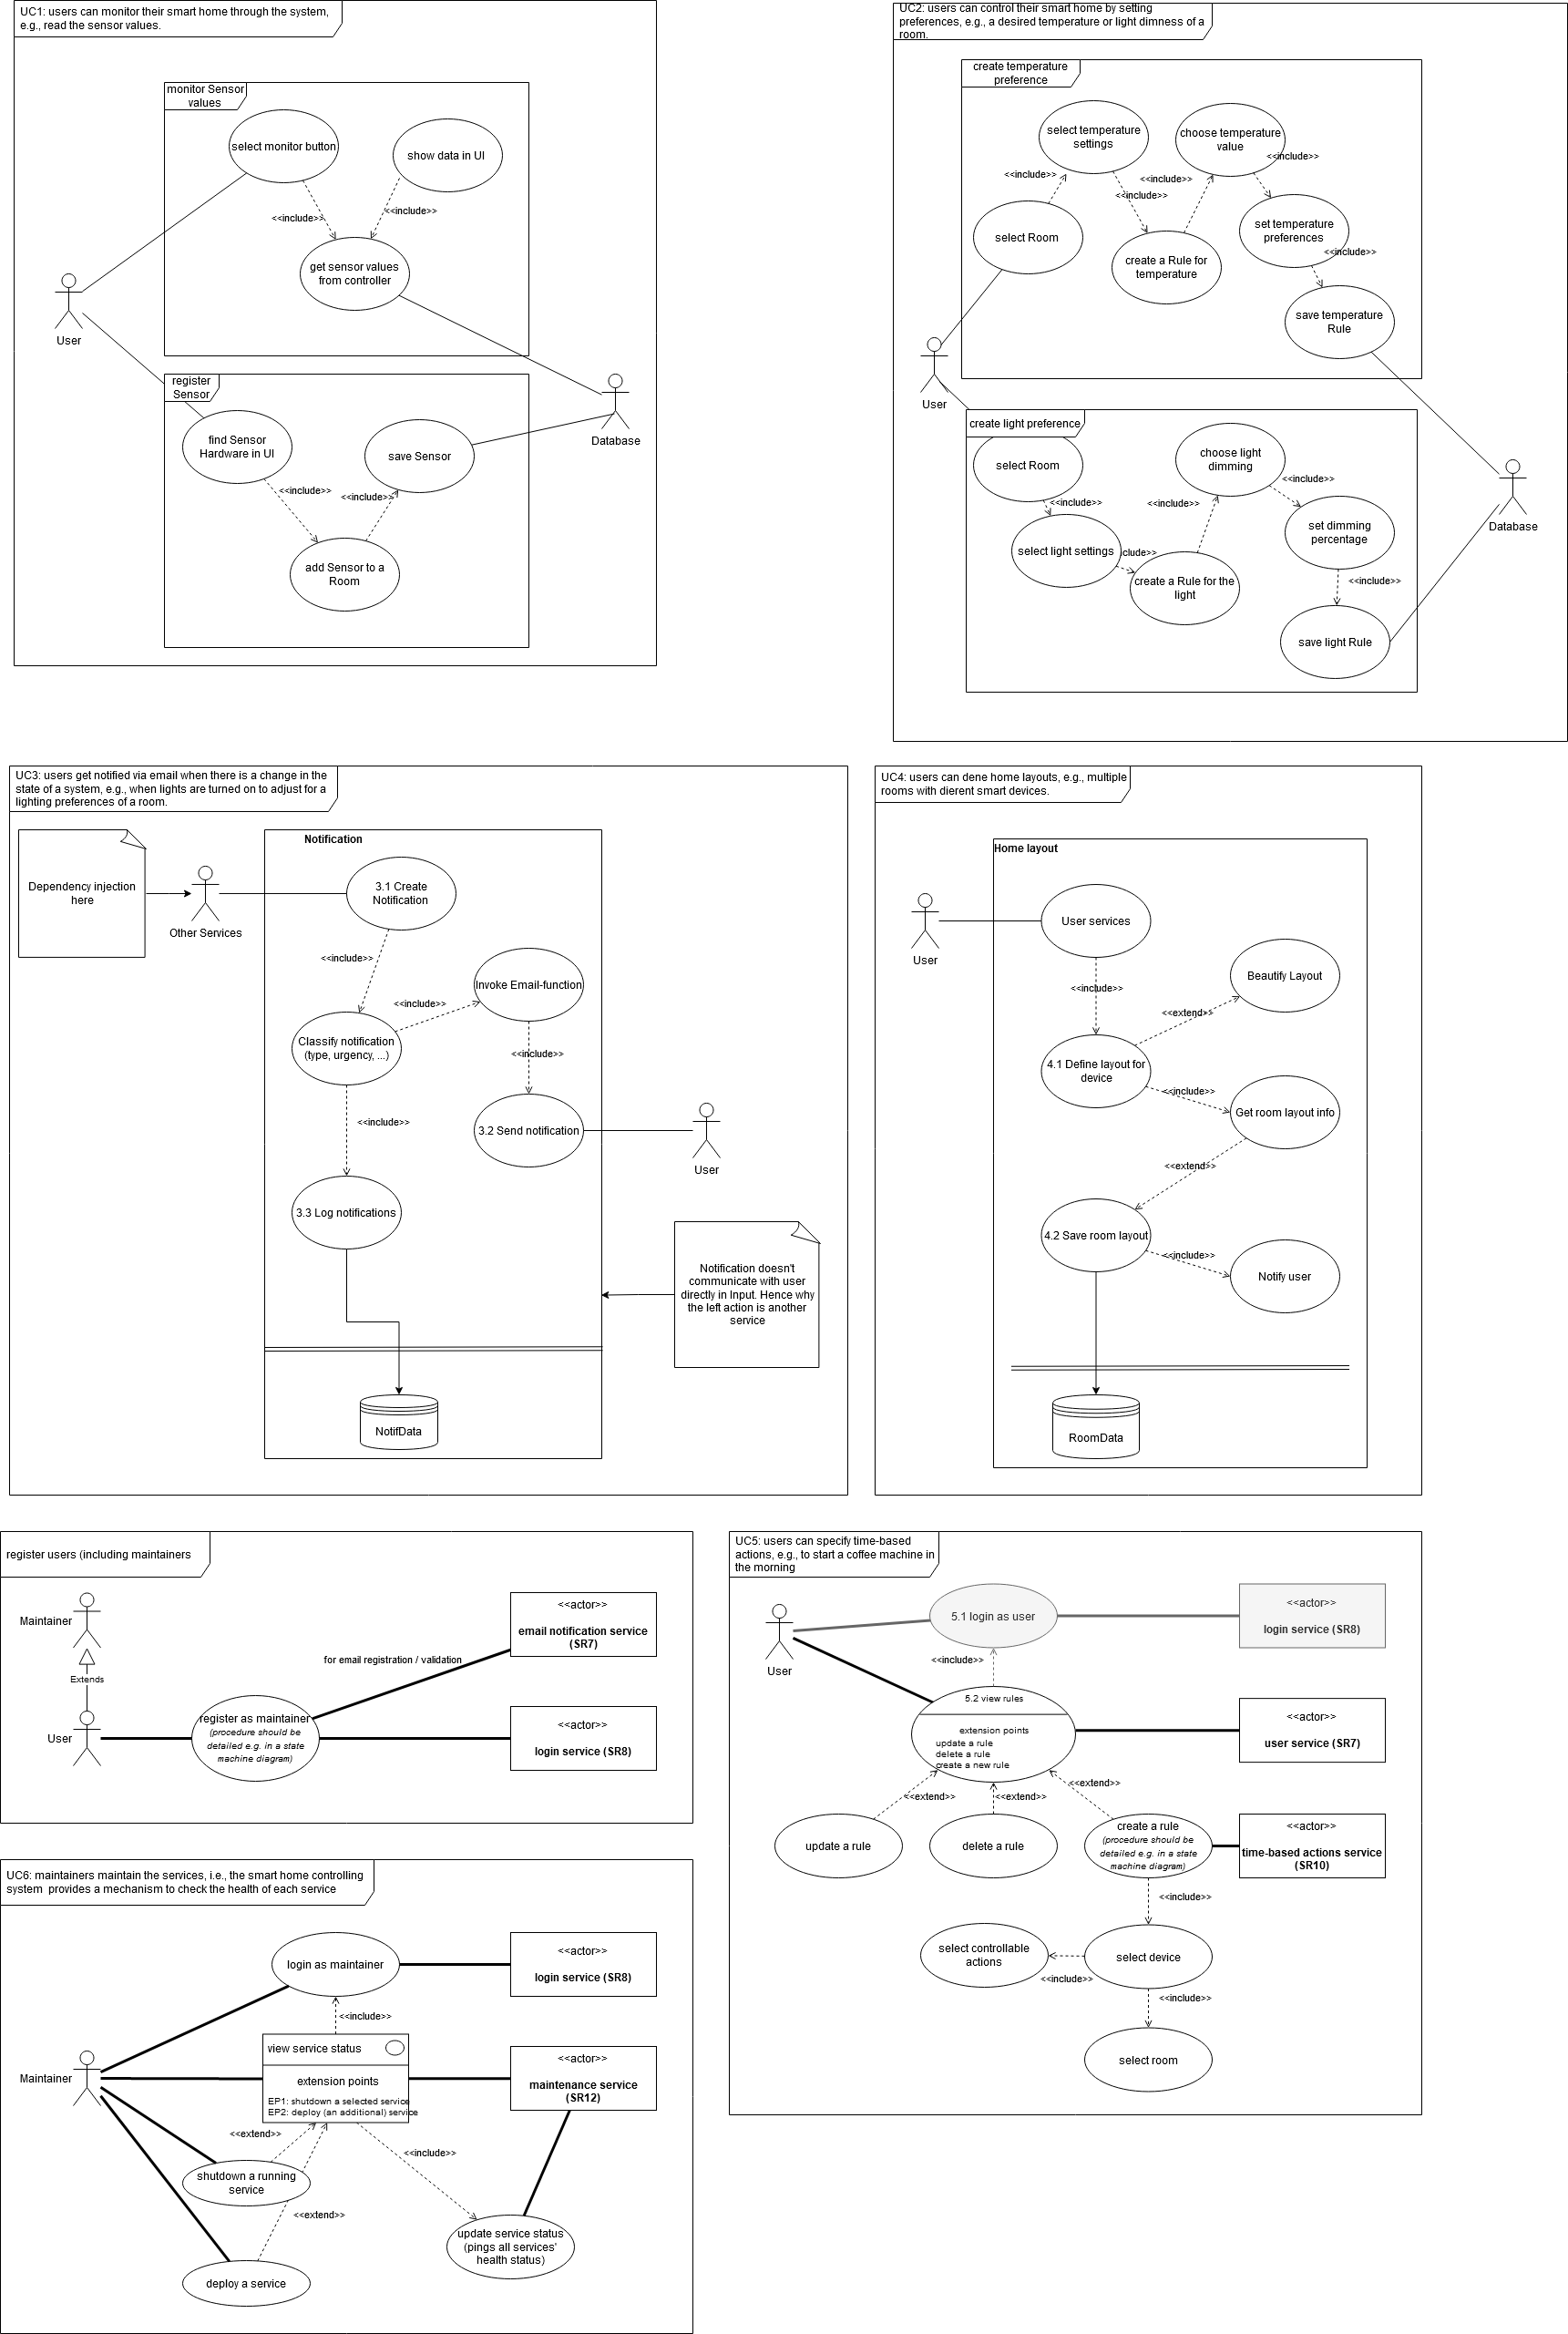 UC1: users can monitor their smart home through the system,
e.g., read the sensor values.
monitor Sensor
values
select monitor button
show data in UI
<<include>>
<<include>>
get sensor values
from controller
User
register
Sensor
find Sensor
Hardware in UI
save Sensor
<<include>>
<<include>>
add Sensor to a
Room
Database
UC2: users can control their smart home by setting
preferences, e.g., a desired temperature or light dimness of a
room.
create temperature
preference
select temperature
settings
choose temperature
value
<<include>>
<<include>>
<<include>>
<<include>>
select Room
create a Rule for
temperature
set temperature
preferences
<<include>>
save temperature
Rule
User
create light preference
select Room
choose light
dimming
<<include>>
<<include>>
<<include>>
select light settings
clude>>
create a Rule for the
light
set dimming
percentage
<<include>>
save light Rule
Database
UC3: users get notified via email when there is a change in the
state of a system, e.g., when lights are turned on to adjust for a
lighting preferences of a room.
Dependency injection
here
Other Services
Notification
3.1 Create
Notification
<<include>>
Invoke Email-function
<<include>>
Classify notification
(type, urgency, ...)
<<include>>
<<include>>
3.2 Send notification
User
3.3 Log notifications
Notification doesn't
communicate with user
directly in Input. Hence why
the left action is another
service
NotifData
UC4: users can dene home layouts, e.g., multiple
rooms with dierent smart devices.
Home layout
User
User services
<<include>>
Beautify Layout
<<extend>>
4.1 Define layout for
device
<<include>>
Get room layout info
<<extend>>
4.2 Save room layout
<<include>>
Notify user
RoomData
register users (including maintainers
Maintainer
Extends
User
register as maintainer
(procedure should be
detailed e.g. in a state
machine diagram)
for email registration / validation
<<actor>>
email notification service
(SR7)
<<actor>>
login service (SR8)
UC5: users can specify time-based
actions, e.g., to start a coffee machine in
the morning
User
5.1 login as user
<<actor>>
login service (SR8)
<<include>>
5.2 view rules
extension points
update a rule
delete a rule
create a new rule
<<actor>>
user service (SR7)
<<extend>>
<<extend>>
<<extend>>
update a rule
delete a rule
create a rule
(procedure should be
detailed e.g. in a state
machine diagram)
<<actor>>
time-based actions service
(SR10)
<<include>>
select controllable
actions
<<include>>
select device
<<include>>
select room
UC6: maintainers maintain the services, i.e., the smart home controlling
system  provides a mechanism to check the health of each service
login as maintainer
<<actor>>
login service (SR8)
<<include>>
Maintainer
view service status
extension points
EP1: shutdown a selected service
EP2: deploy (an additional) service
<<actor>>
maintenance service
(SR12)
<<extend>>
<<include>>
shutdown a running
service
<<extend>>
update service status
(pings all services'
health status)
deploy a service